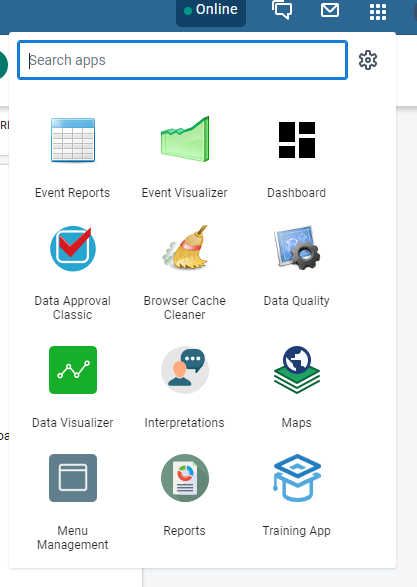 Online
Search apps
Event Reports
Event Visualizer
Dashboard
Data Approval
Classic
Browser Cache
Cleaner
Data Quality
Data Visualizer
Interpretations
Maps
Menu
Management
Reports
Training App